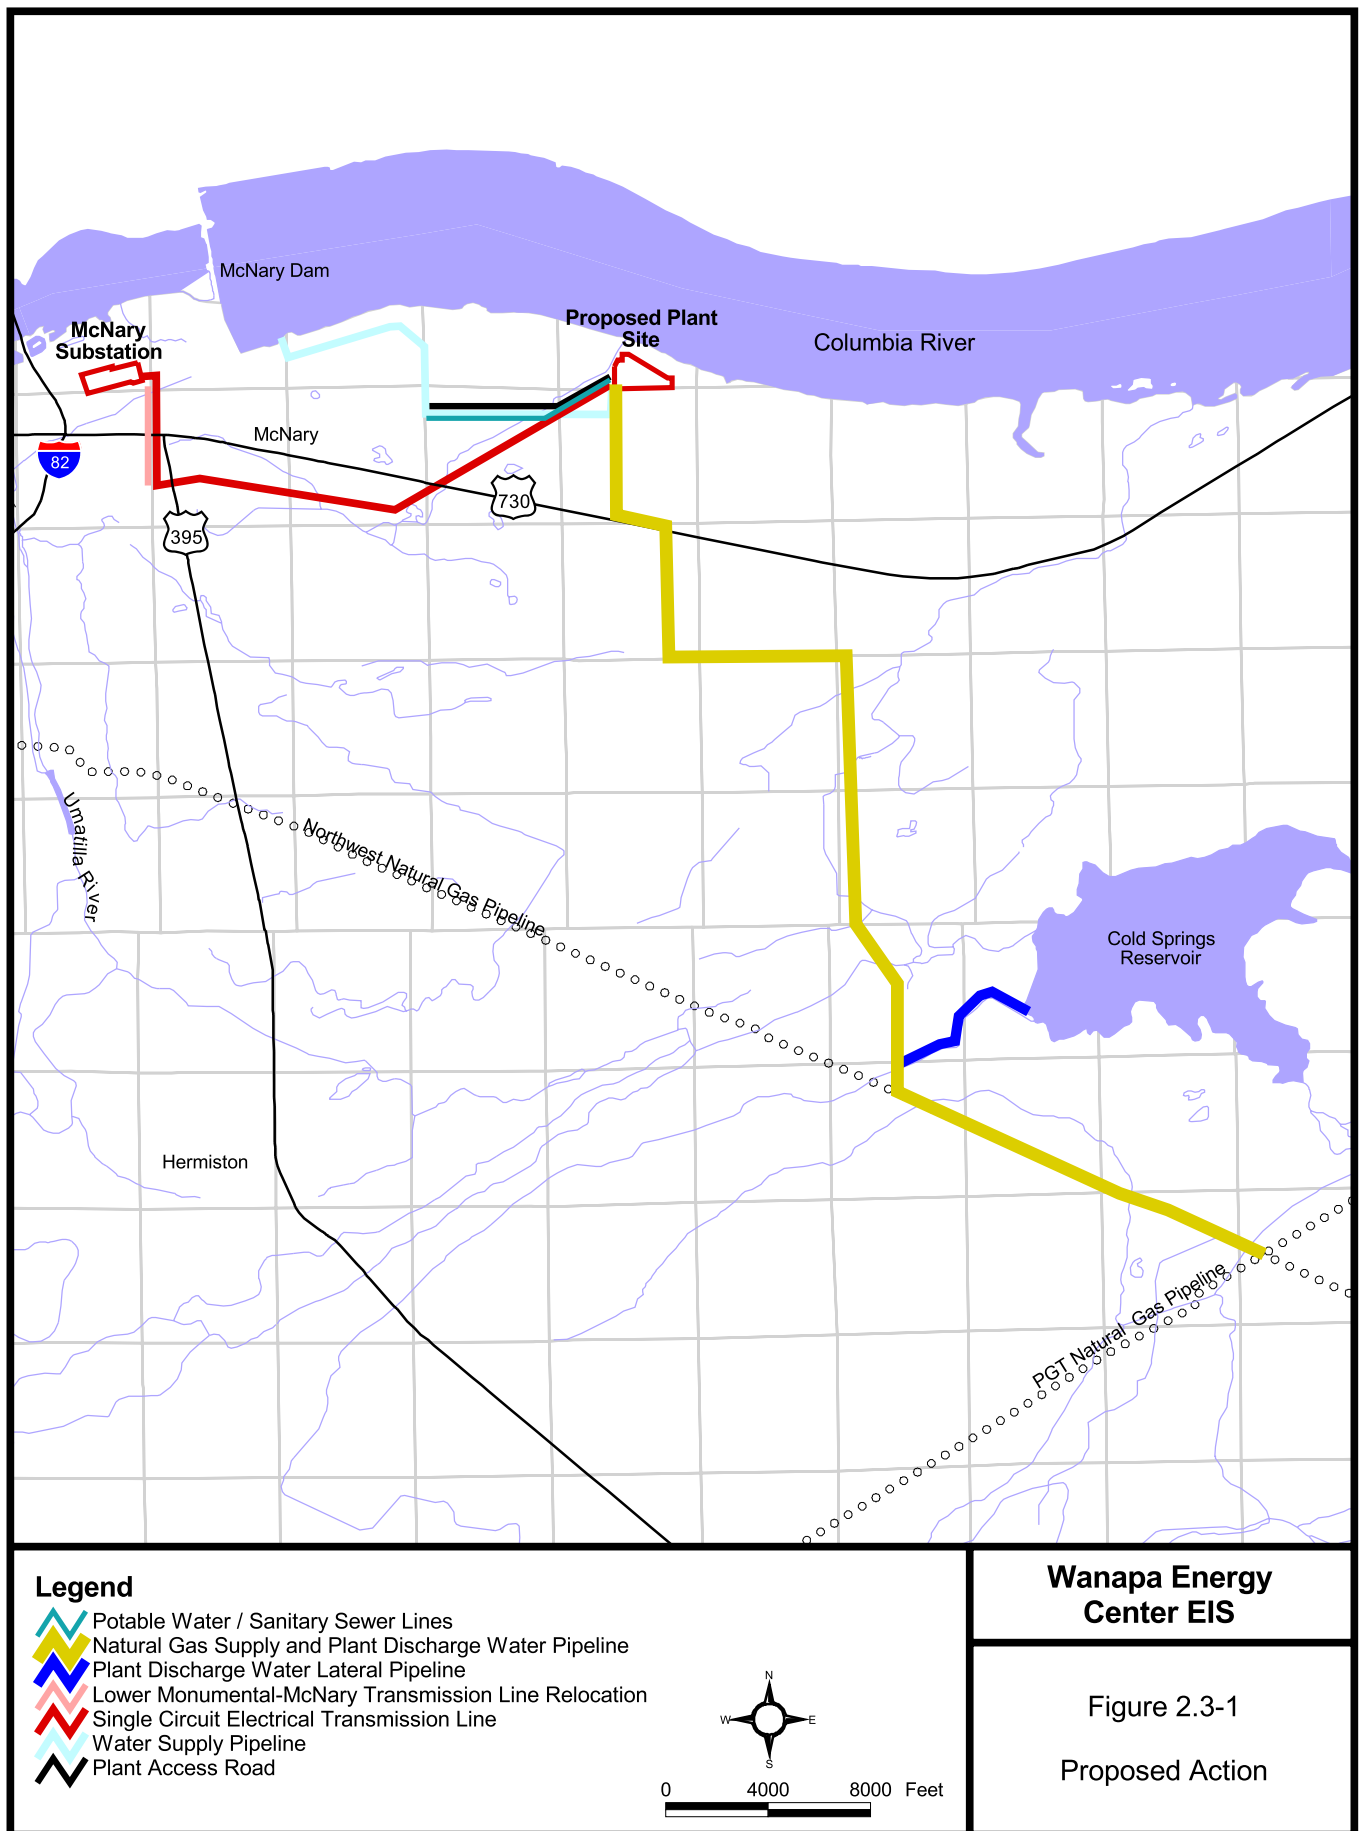 McNary Dam
McNary
Substation
Proposed Plant
Site
Columbia River
McNary
82
730
395
Umatilla River
Northwest Natural Gas Pipeline
Cold Springs
Reservoir
Hermiston
PGT Natural Gas Pipeline
Legend
Potable Water / Sanitary Sewer Lines
Natural Gas Supply and Plant Discharge Water Pipeline
Plant Discharge Water Lateral Pipeline
Lower Monumental-McNary Transmission Line Relocation
Single Circuit Electrical Transmission Line
Water Supply Pipeline
Plant Access Road
N
W E
S
0 4000 8000 Feet
Wanapa Energy
Center EIS
Figure 2.3-1
Proposed Action